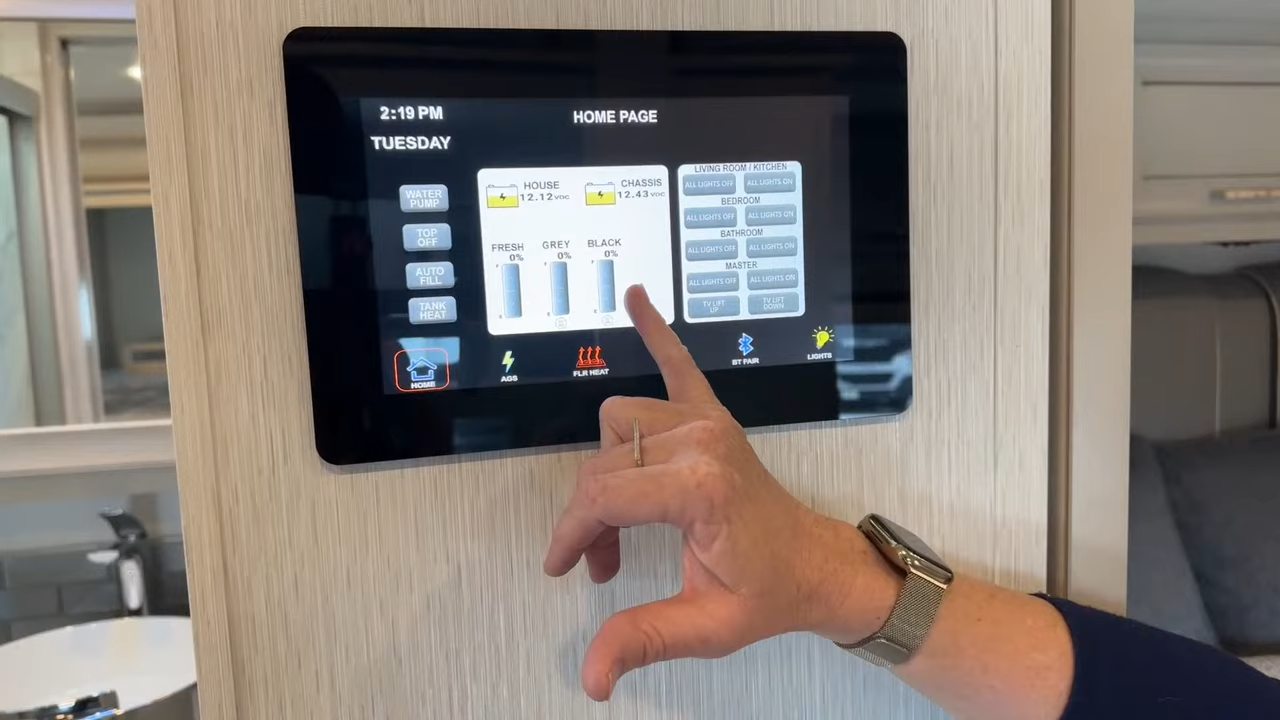 2:19 PM
HOME PAGE
TUESDAY
WATER
PUMP
TOP
OFF
AUTO
FILL
TANK
HEAT
HOUSE
12.12 VDC
CHASSIS
12.43 VDC
FRESH
0%
GREY
0%
BLACK
0%
LIVING ROOM / KITCHEN
ALL LIGHTS OFF
ALL LIGHTS ON
BEDROOM
ALL LIGHTS OFF
ALL LIGHTS ON
BATHROOM
ALL LIGHTS OFF
ALL LIGHTS ON
MASTER
ALL LIGHTS OFF
ALL LIGHTS ON
TV LIFT
UP
TV LIFT
DOWN
HOME
AGS
FLR HEAT
BT PAIR
LIGHTS